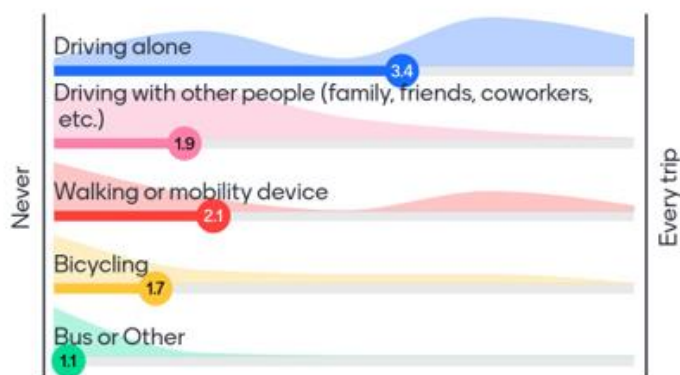 Never
Driving alone
3.4
Driving with other people (family, friends, coworkers,
etc.)
1.9
Walking or mobility device
2.1
Bicycling
1.7
Bus or Other
1.1
Every trip